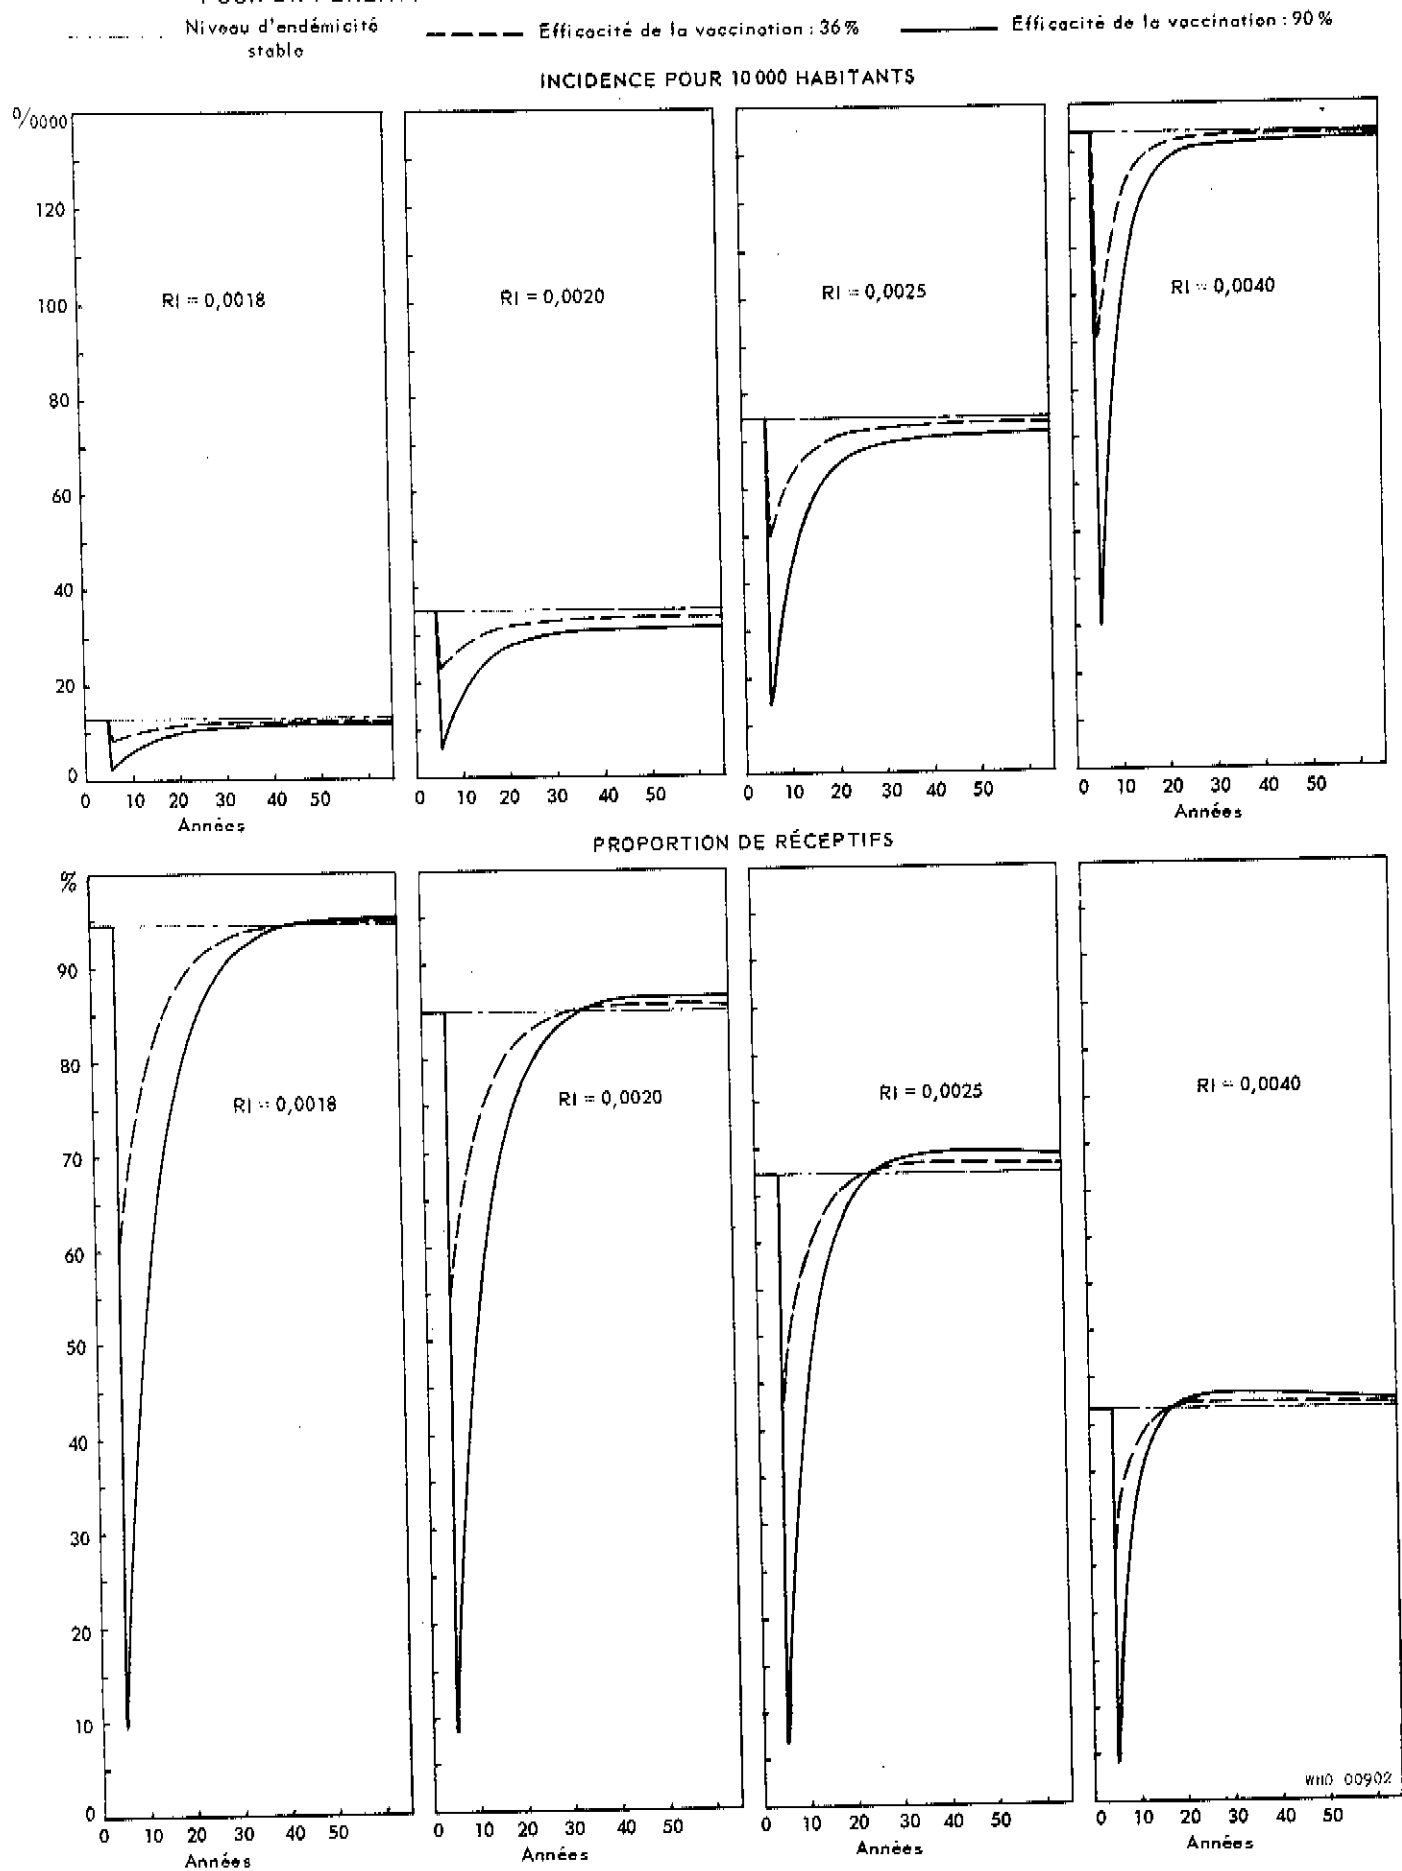 Niveau d'endémicité
stable
Efficacité de la vaccination : 36%
Efficacité de la vaccination : 90%
INCIDENCE POUR 10 000 HABITANTS
0/0000
120
100
80
60
40
20
0
RI = 0,0018
RI = 0,0020
RI = 0,0025
RI = 0,0040
0 10 20 30 40 50
0 10 20 30 40 50
0 10 20 30 40 50
0 10 20 30 40 50
Années
Années
PROPORTION DE RÉCEPTIFS
%
90
80
70
60
50
40
30
20
10
0
RI = 0,0018
RI = 0,0020
RI = 0,0025
RI = 0,0040
WHO 00902
0 10 20 30 40 50
0 10 20 30 40 50
0 10 20 30 40 50
0 10 20 30 40 50
Années
Années
Années
Années